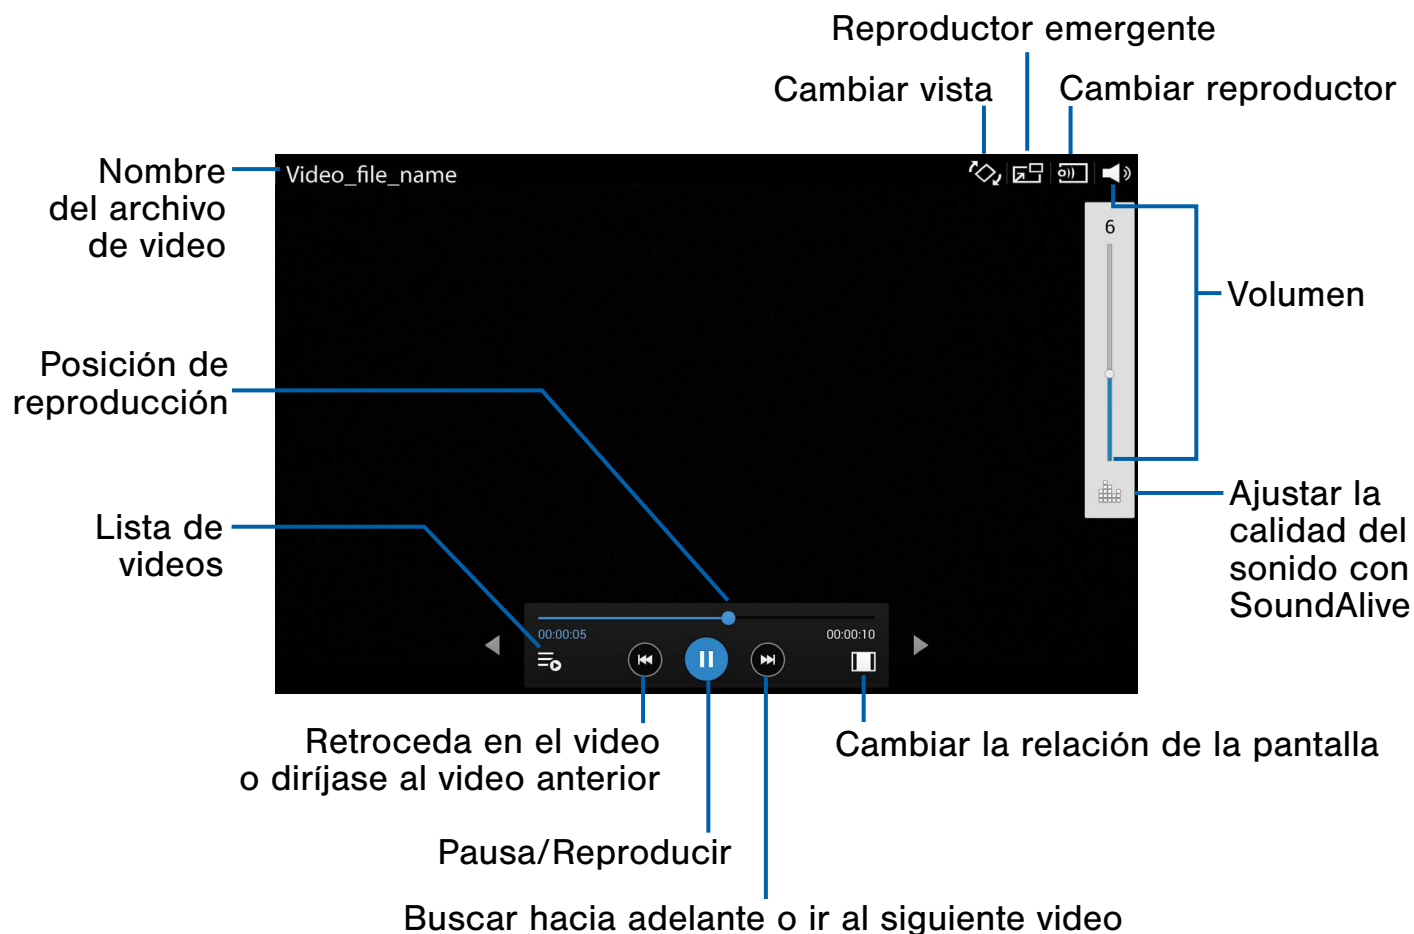 Reproductor emergente
Cambiar vista
Cambiar reproductor
Nombre
del archivo
de video
Video_file_name
6
Volumen
Posición de
reproducción
Ajustar la
calidad del
sonido con
SoundAlive
Lista de
videos
00:00:05
00:00:10
Retroceda en el video
o diríjase al video anterior
Cambiar la relación de la pantalla
Pausa/Reproducir
Buscar hacia adelante o ir al siguiente video